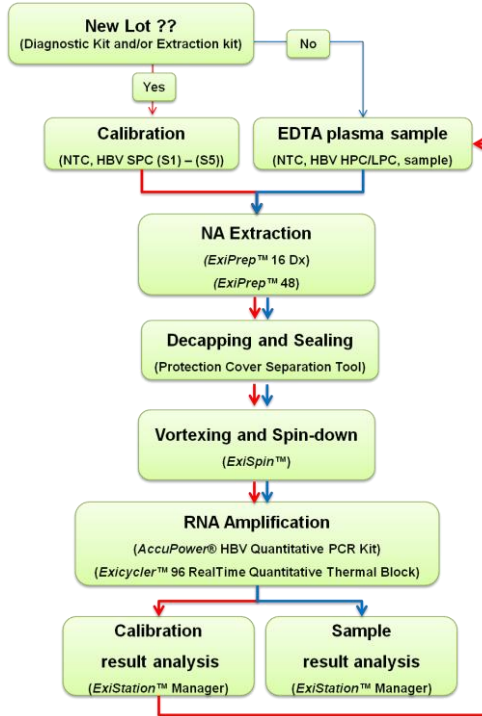 New Lot ??
(Diagnostic Kit and/or Extraction kit)
No
Yes
Calibration
(NTC, HBV SPC (S1) – (S5))
EDTA plasma sample
(NTC, HBV HPC/LPC, sample)
NA Extraction
(ExiPrep™ 16 Dx)
ExiPrep™ 48)
Decapping and Sealing
(Protection Cover Separation Tool)
Vortexing and Spin-down
(ExiSpin™)
RNA Amplification
(AccuPower® HBV Quantitative PCR Kit)
(Exicycler™ 96 RealTime Quantitative Thermal Block)
Calibration
result analysis
(ExiStation™ Manager)
Sample
result analysis
(ExiStation™ Manager)